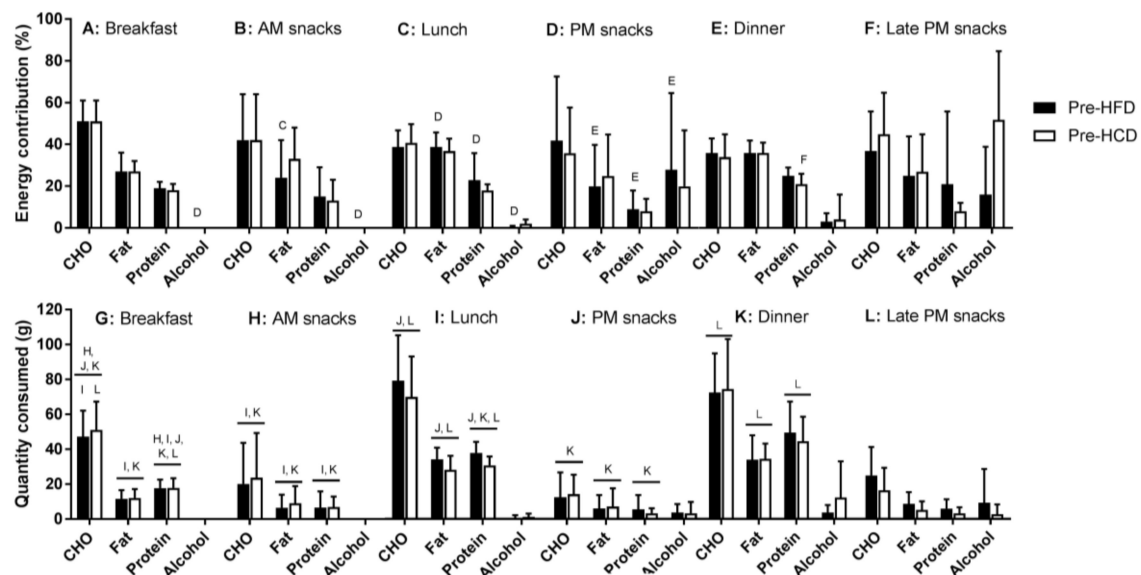 Energy contribution (%)
100
80
60
40
20
0
A: Breakfast
B: AM snacks
C: Lunch
D: PM snacks
E: Dinner
F: Late PM snacks
D
C
D
D
D
D
E
E
E
F
CHO
Fat
Protein
Alcohol
CHO
Fat
Protein
Alcohol
CHO
Fat
Protein
Alcohol
CHO
Fat
Protein
Alcohol
CHO
Fat
Protein
Alcohol
CHO
Fat
Protein
Alcohol
Pre-HFD
Pre-HCD
Quantity consumed (g)
120
100
80
60
40
20
0
G: Breakfast
H: AM snacks
I: Lunch
J: PM snacks
K: Dinner
L: Late PM snacks
H,
J, K
I L
I, K
H, I, J,
K, L
I, K
I, K
I, K
J, L
J, L
J, K, L
K
K
K
L
L
L
CHO
Fat
Protein
Alcohol
CHO
Fat
Protein
Alcohol
CHO
Fat
Protein
Alcohol
CHO
Fat
Protein
Alcohol
CHO
Fat
Protein
Alcohol
CHO
Fat
Protein
Alcohol